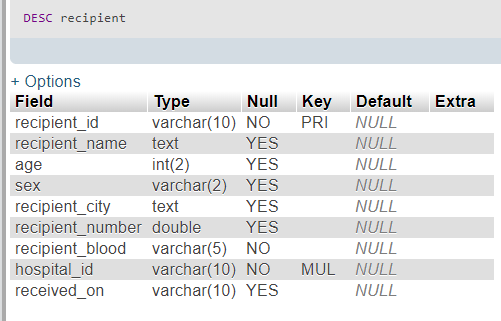 DESC recipient
+ Options
Field Type Null Key Default Extra
recipient_id varchar(10) NO PRI NULL
recipient_name text YES NULL
age int(2) YES NULL
sex varchar(2) YES NULL
recipient_city text YES NULL
recipient_number double YES NULL
recipient_blood varchar(5) NO NULL
hospital_id varchar(10) NO MUL NULL
received_on varchar(10) YES NULL